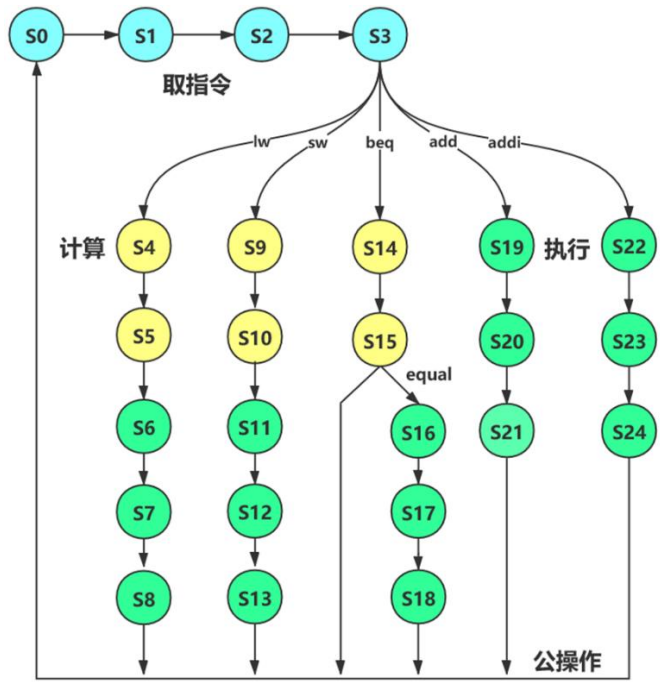 S0 S1 S2 S3
取指令
lw sw beq add addi
计算 S4 S9 S14 S19 执行 S22
S5 S10 S15 S20 S23
equal
S6 S11 S16 S21 S24
S7 S12 S17
S8 S13 S18
公操作